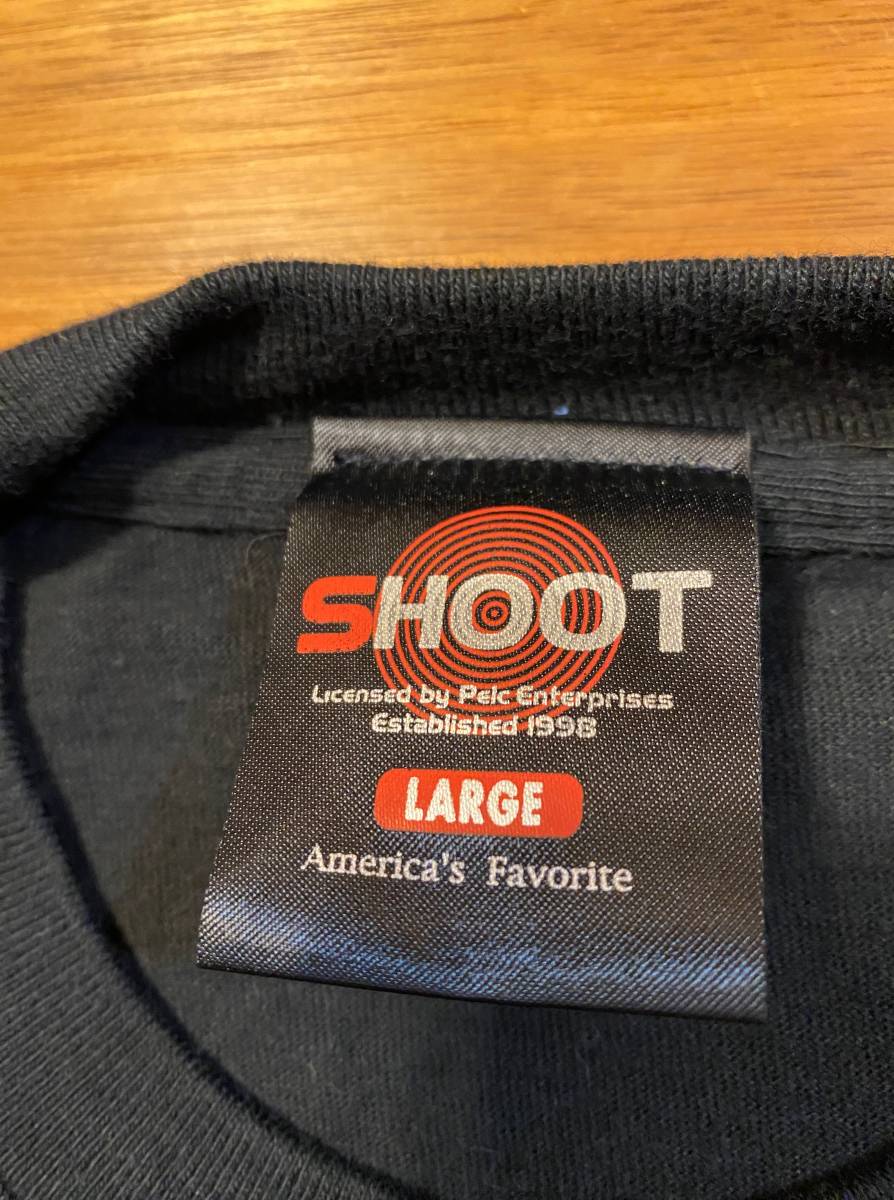 SHOOT
Licensed by Pelc Enterprises
Established 1998
LARGE
America's Favorite